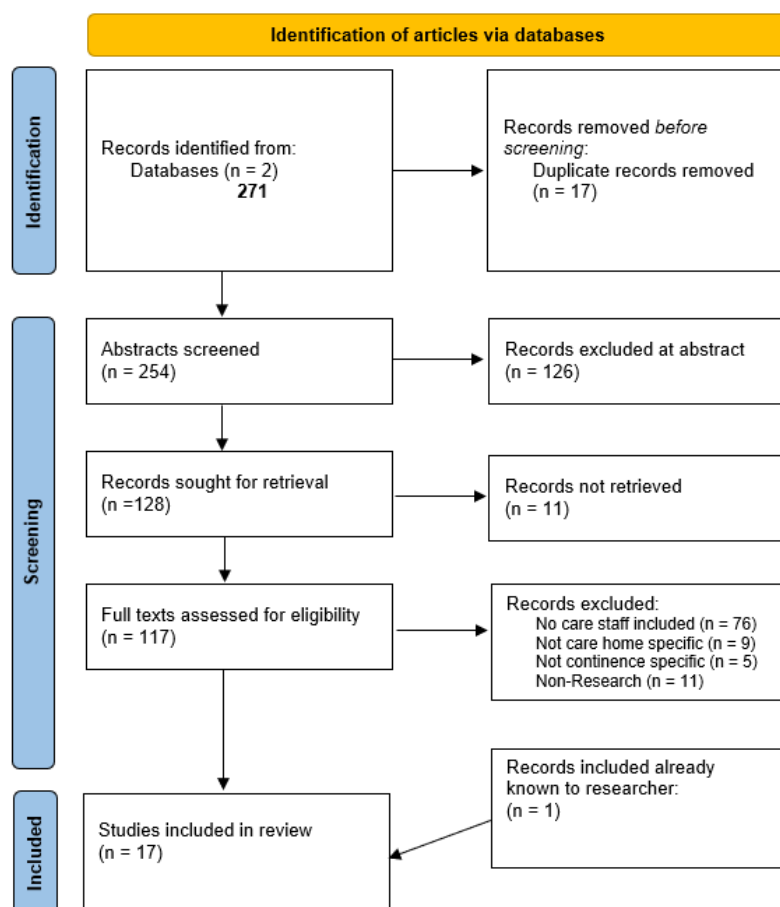 Identification of articles via databases
Identification
Records identified from:
Databases (n = 2)
271
Records removed before
screening:
Duplicate records removed
(n = 17)
Screening
Abstracts screened
(n = 254)
Records excluded at abstract
(n = 126)
Records sought for retrieval
(n =128)
Records not retrieved
(n = 11)
Full texts assessed for eligibility
(n = 117)
Records excluded:
No care staff included (n = 76)
Not care home specific (n = 9)
Not continence specific (n = 5)
Non-Research (n = 11)
Records included already
known to researcher:
(n = 1)
Included
Studies included in review
(n = 17)